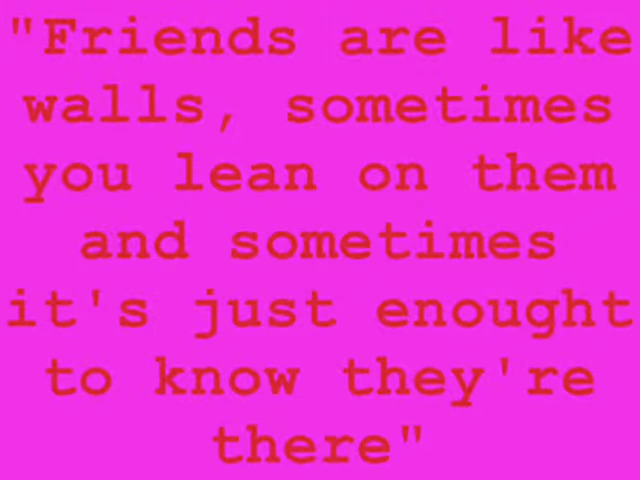 "Friends are like
walls, sometimes
you lean on them
and sometimes
it's just enought
to know they're
there"